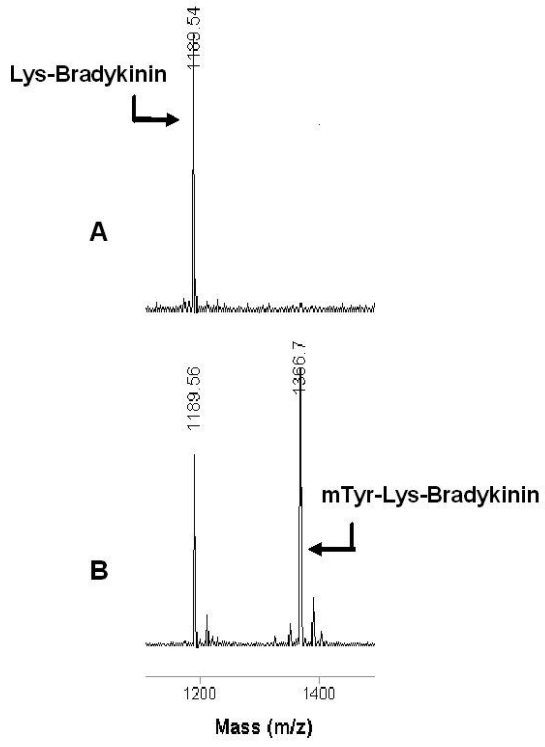 1189.54
Lys-Bradykinin
A
1189.56
1366.7
mTyr-Lys-Bradykinin
B
1200 1400
Mass (m/z)